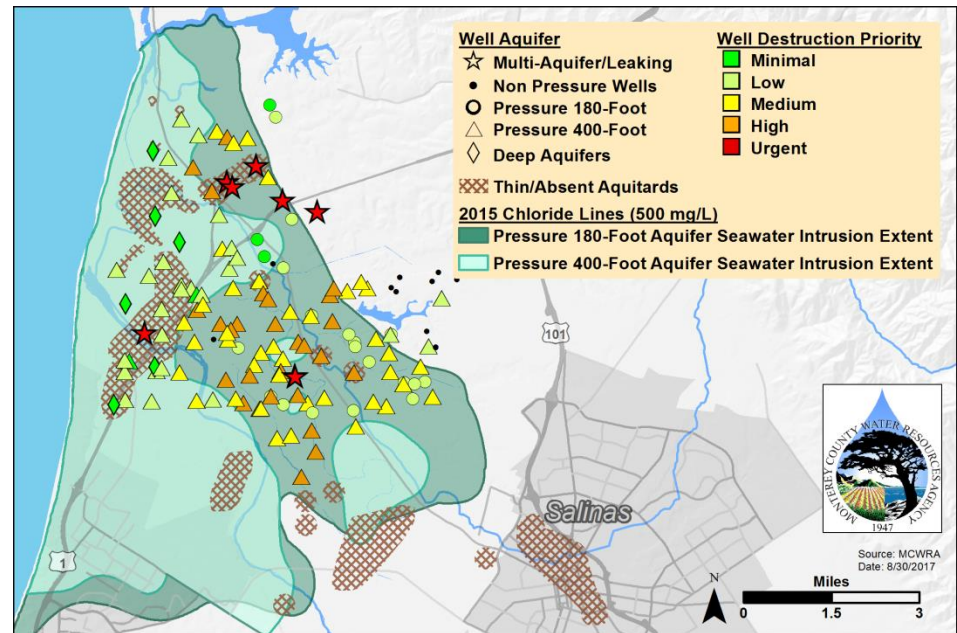 Well Aquifer
Multi-Aquifer/Leaking
Non Pressure Wells
Pressure 180-Foot
Pressure 400-Foot
Deep Aquifers
Thin/Absent Aquitards
2015 Chloride Lines (500 mg/L)
Pressure 180-Foot Aquifer Seawater Intrusion Extent
Pressure 400-Foot Aquifer Seawater Intrusion Extent
Well Destruction Priority
Minimal
Low
Medium
High
Urgent
101
Salinas
1
MONTEREY COUNTY WATER RESOURCES AGENCY
1947
Source: MCWRA
Date: 8/30/2017
N
Miles
0 1.5 3